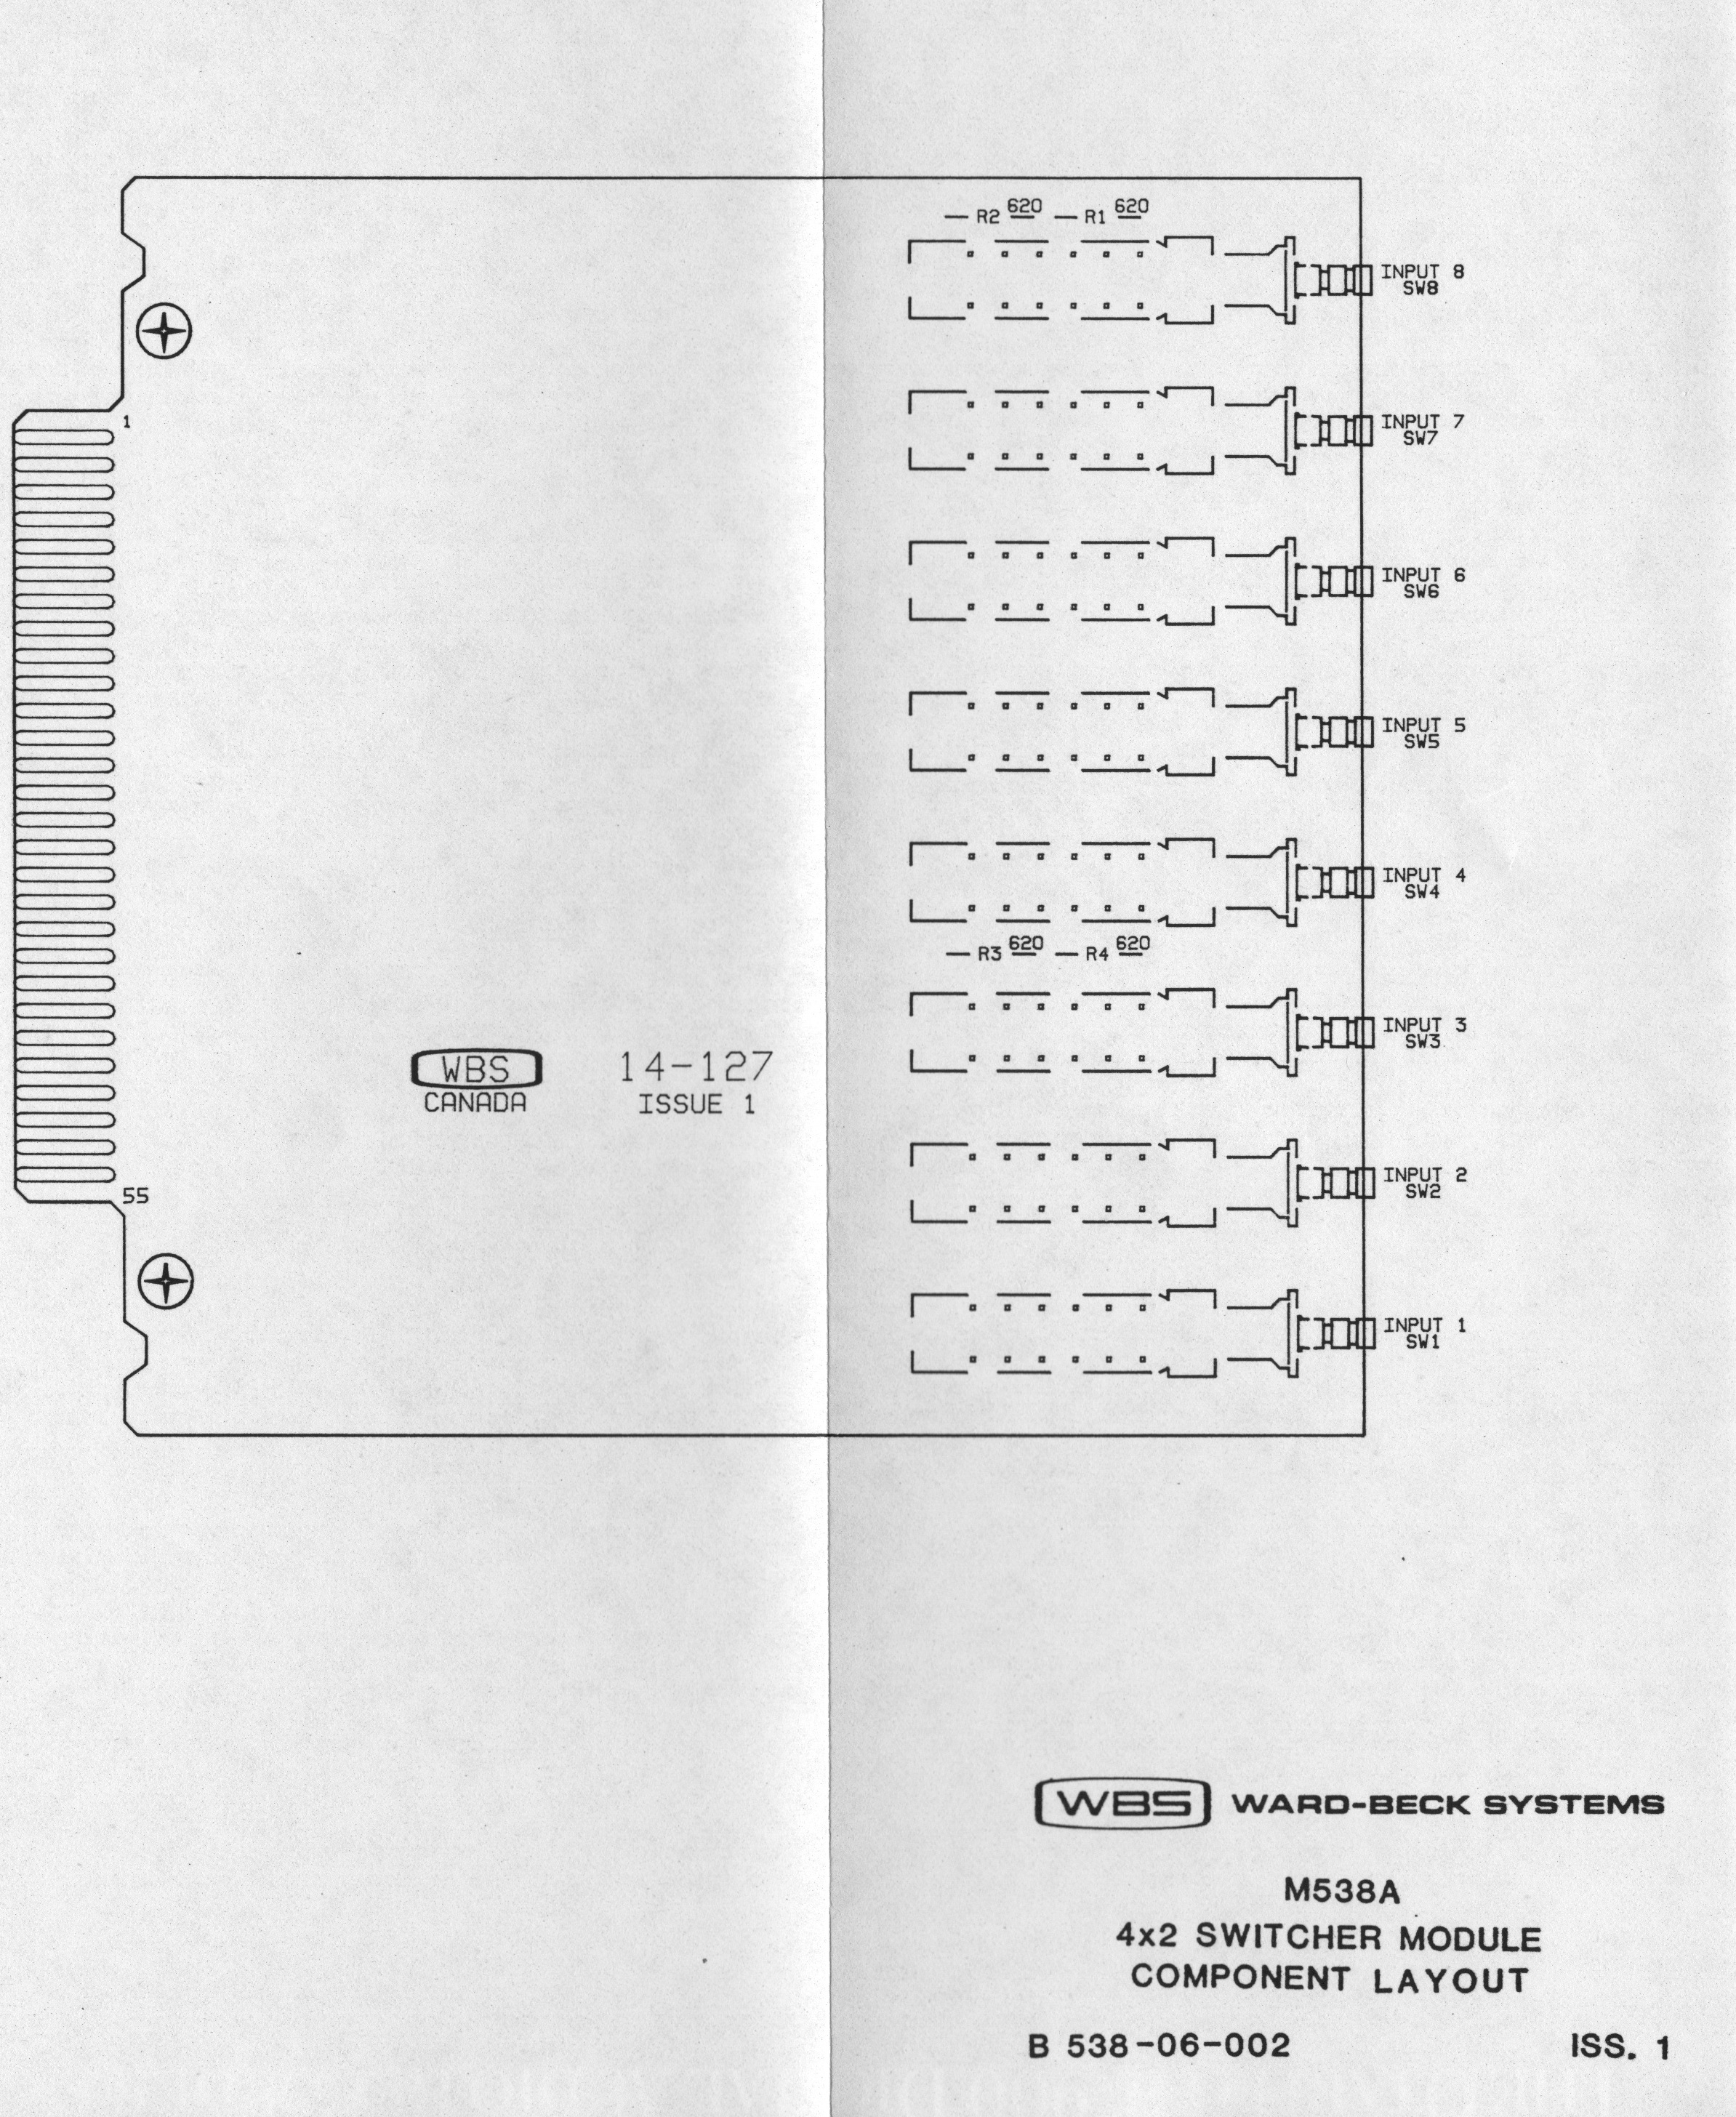 R2 620 R1 620
INPUT 8
SW8
INPUT 7
SW7
1
INPUT 6
SW6
INPUT 5
SW5
INPUT 4
SW4
R3 620 R4 620
INPUT 3
SW3
WBS
CANADA
14-127
ISSUE 1
INPUT 2
SW2
55
INPUT 1
SW1
WBS WARD-BECK SYSTEMS
M538A
4x2 SWITCHER MODULE
COMPONENT LAYOUT
B 538-06-002 ISS. 1